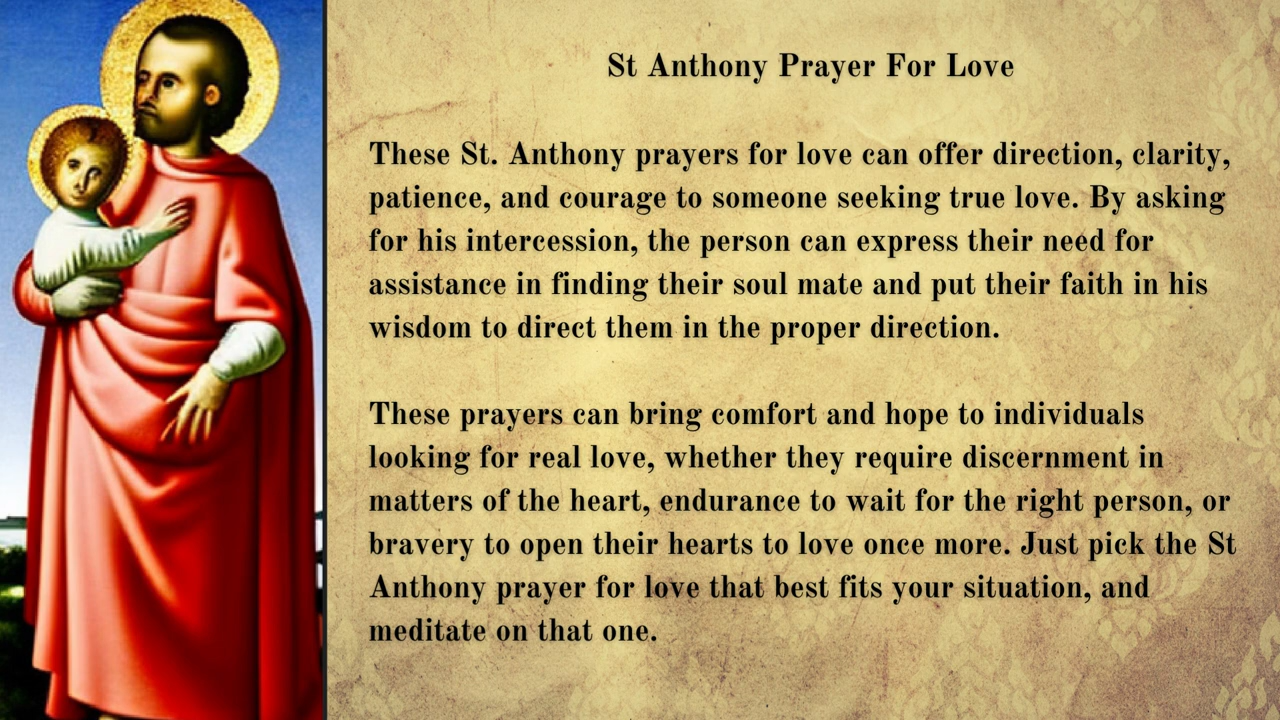 St Anthony Prayer For Love
These St. Anthony prayers for love can offer direction, clarity,
patience, and courage to someone seeking true love. By asking
for his intercession, the person can express their need for
assistance in finding their soul mate and put their faith in his
wisdom to direct them in the proper direction.
These prayers can bring comfort and hope to individuals
looking for real love, whether they require discernment in
matters of the heart, endurance to wait for the right person, or
bravery to open their hearts to love once more. Just pick the St
Anthony prayer for love that best fits your situation, and
meditate on that one.